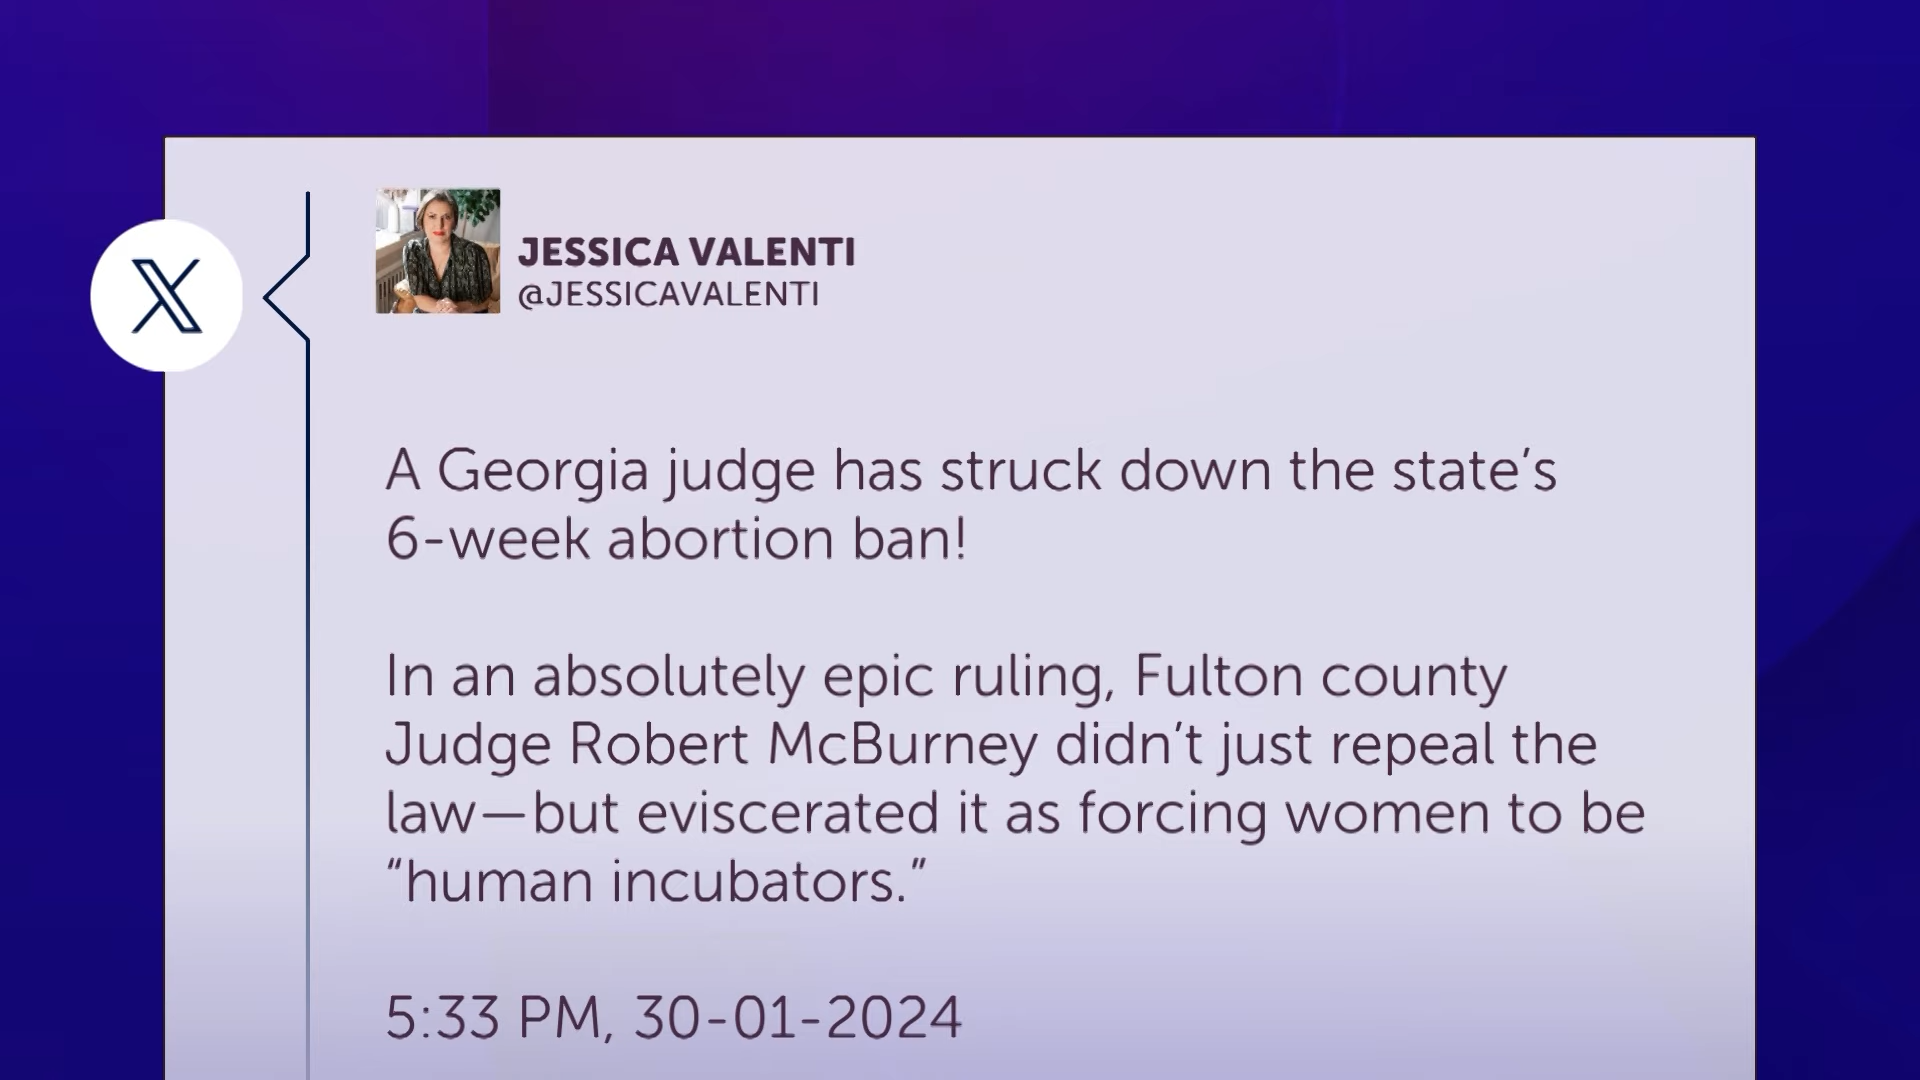 JESSICA VALENTI
@JESSICAVALENTI
A Georgia judge has struck down the state’s
6-week abortion ban!
In an absolutely epic ruling, Fulton county
Judge Robert McBurney didn’t just repeal the
law—but eviscerated it as forcing women to be
“human incubators.”
5:33 PM, 30-01-2024